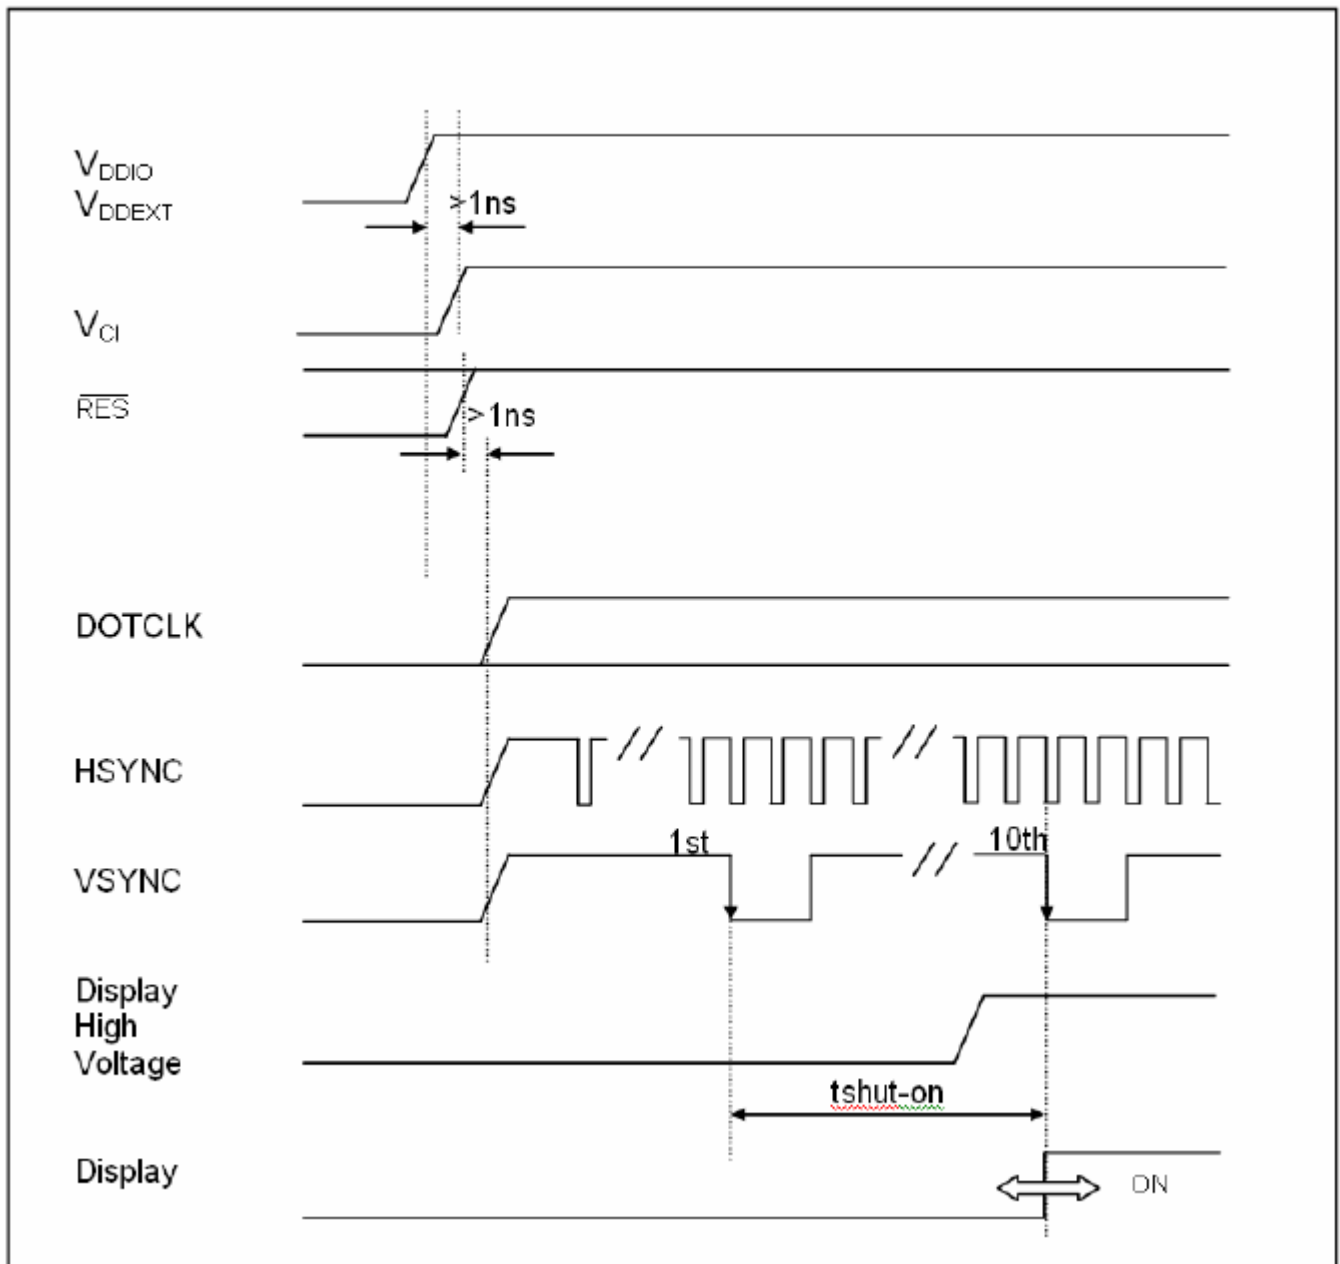 VDDIO
VDDEXT
>1ns
VCI
RES
>1ns
DOTCLK
HSYNC
1st
10th
VSYNC
Display
High
Voltage
tshut-on
Display
ON